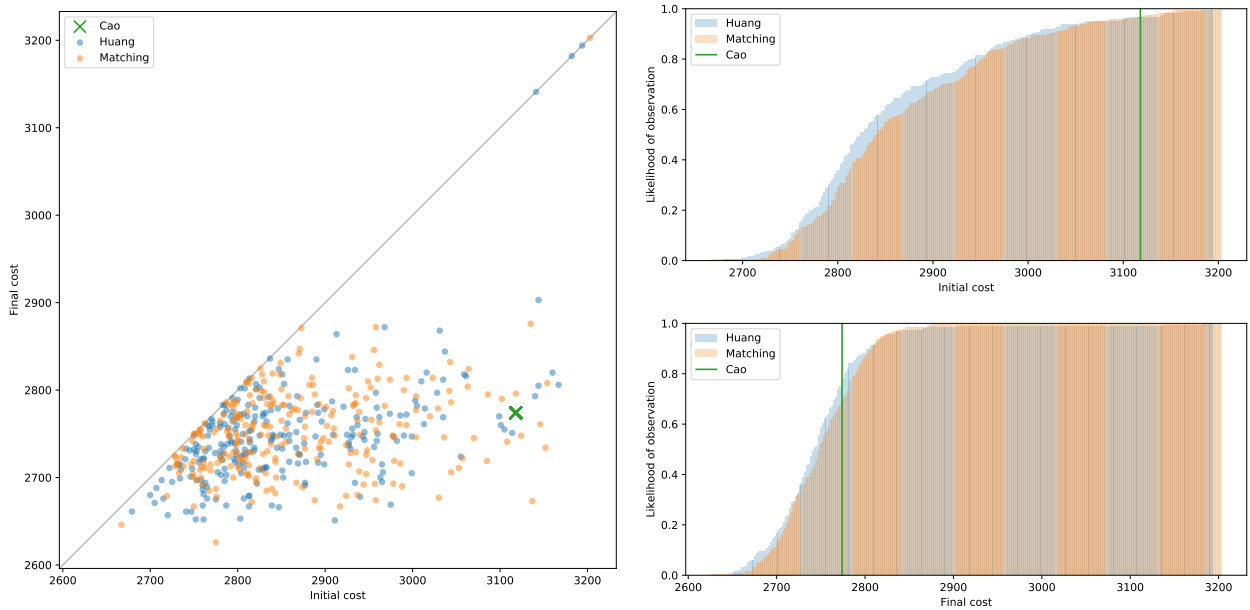 Cao
Huang
Matching
3200
3100
3000
2900
2800
2700
2600
Final cost
2600 2700 2800 2900 3000 3100 3200
Initial cost
Huang
Matching
Cao
1.0
0.8
0.6
0.4
0.2
0.0
Likelihood of observation
2700 2800 2900 3000 3100 3200
Initial cost
Huang
Matching
Cao
1.0
0.8
0.6
0.4
0.2
0.0
Likelihood of observation
2600 2700 2800 2900 3000 3100 3200
Final cost